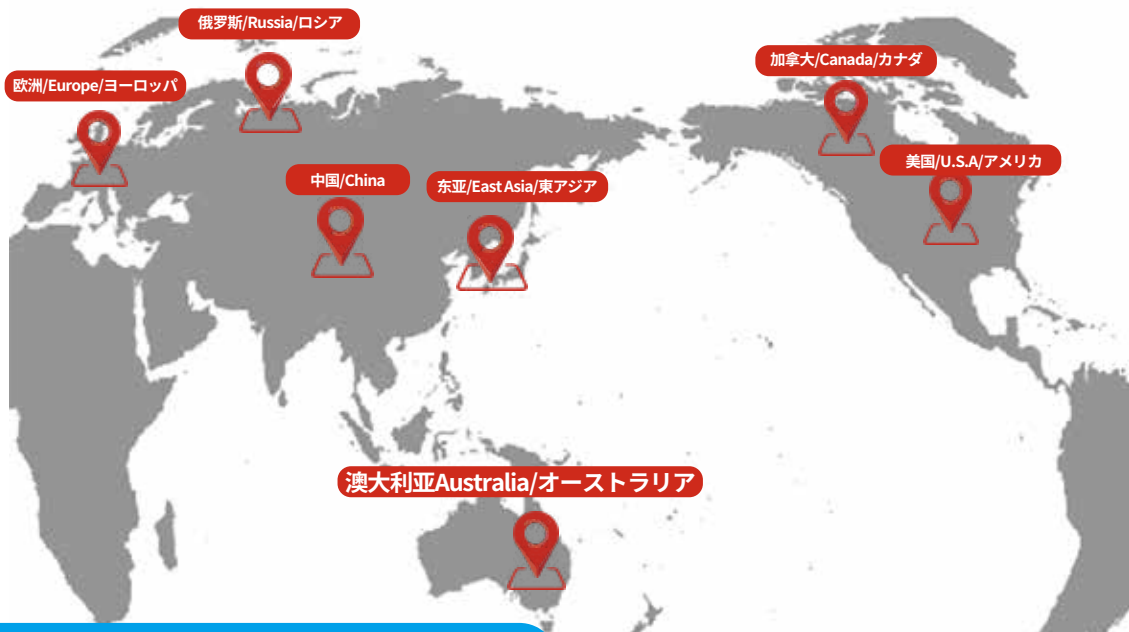 俄罗斯/Russia/ロシア
加拿大/Canada/カナダ
欧洲/Europe/ヨーロッパ
美国/U.S.A/アメリカ
中国/China
东亚/East Asia/東アジア
澳大利亚Australia/オーストラリア